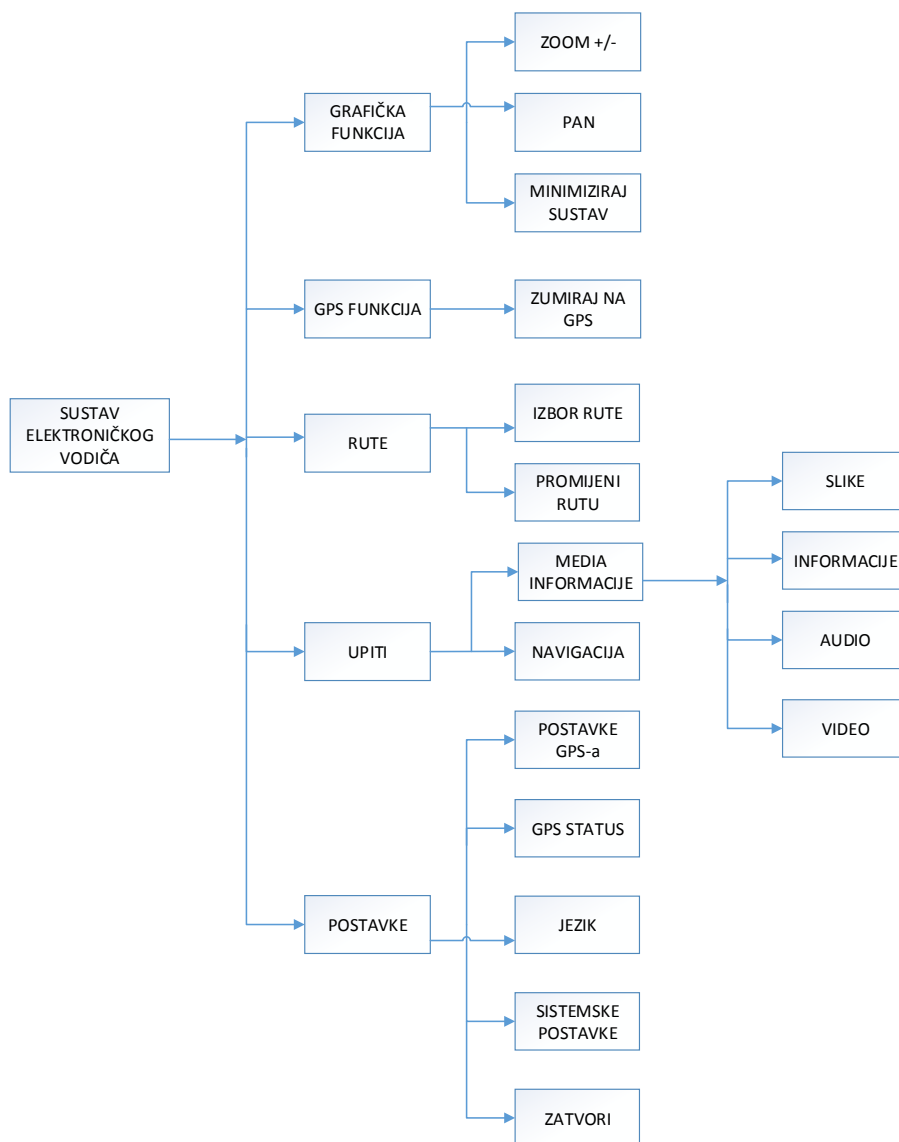 ZOOM +/-
GRAFIČKA
FUNKCIJA
PAN
MINIMIZIRAJ
SUSTAV
GPS FUNKCIJA
ZUMIRAJ NA
GPS
SUSTAV
ELEKTRONIČKOG
VODIČA
RUTE
IZBOR RUTE
PROMIJENI
RUTU
UPITI
MEDIA
INFORMACIJE
SLIKE
INFORMACIJE
AUDIO
VIDEO
NAVIGACIJA
POSTAVKE
POSTAVKE
GPS-a
GPS STATUS
JEZIK
SISTEMSKE
POSTAVKE
ZATVORI